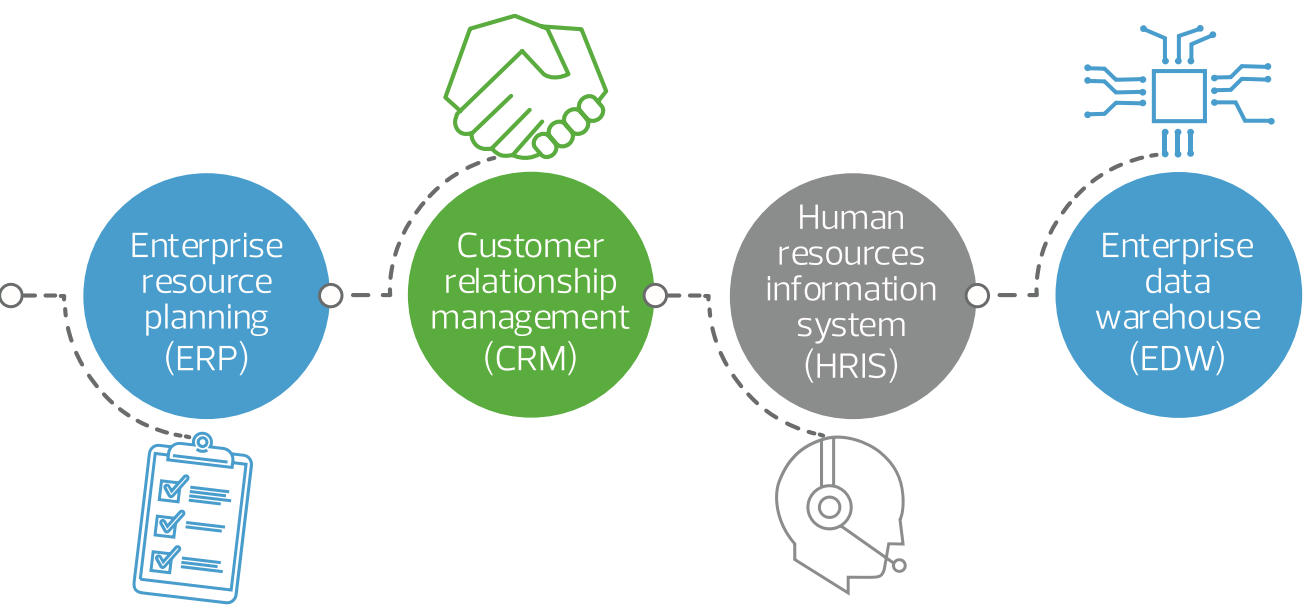 Enterprise
resource
planning
(ERP)
Customer
relationship
management
(CRM)
Human
resources
information
system
(HRIS)
Enterprise
data
warehouse
(EDW)